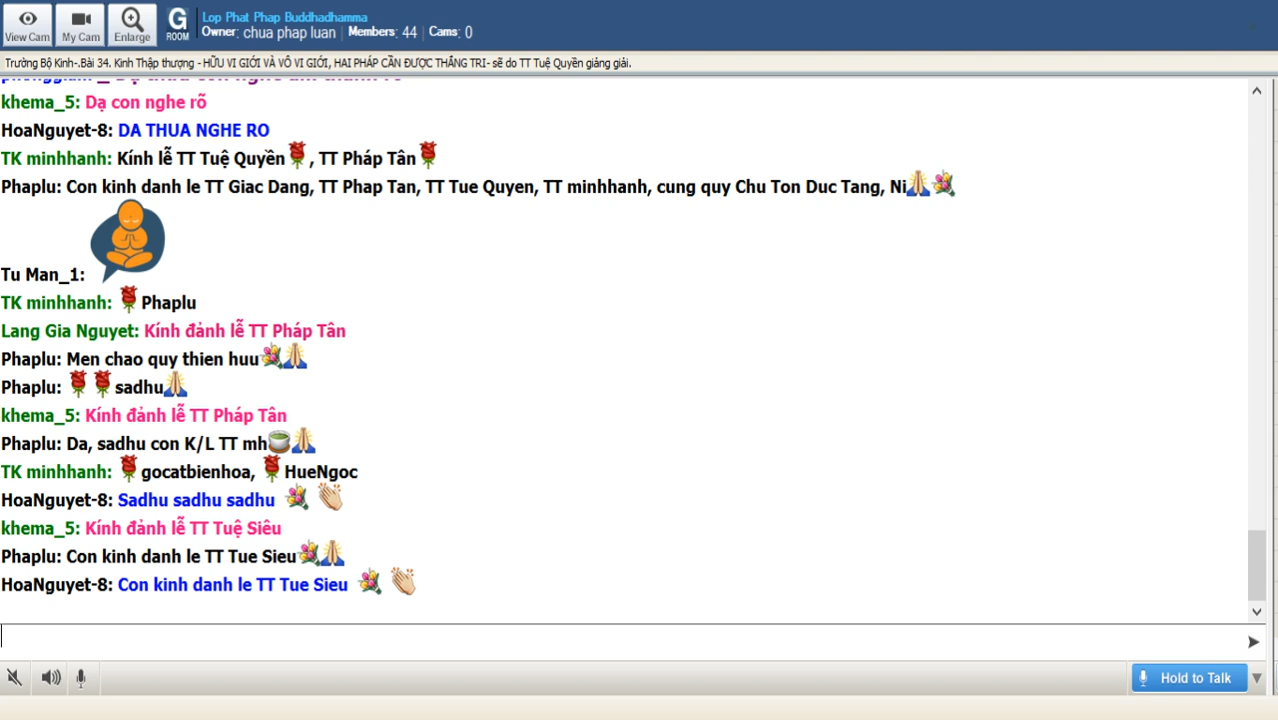 Lop Phat Phap Buddhadhamma
Owner: chua phap luan | Members: 44 | Cams: 0
View Cam
My Cam
Enlarge
G
ROOM
Trường Bộ Kinh-.Bài 34. Kinh Thập thượng - HỮU VI GIỚI VÀ VÔ VI GIỚI, HAI PHÁP CẦN ĐƯỢC THẮNG TRI- sẽ do TT Tuệ Quyền giảng giải.
khema_5: Dạ con nghe rõ
HoaNguyet-8: DA THUA NGHE RO
TK minhhanh: Kính lễ TT Tuệ Quyền🌹, TT Pháp Tân🌹
Phaplu: Con kinh danh le TT Giac Dang, TT Phap Tan, TT Tue Quyen, TT minhhanh, cung quy Chu Ton Duc Tang, Ni🙏💐
Tu Man_1:
TK minhhanh: 🌹Phaplu
Lang Gia Nguyet: Kính đảnh lễ TT Pháp Tân
Phaplu: Men chao quy thien huu💐🙏
Phaplu: 🌹🌹sadhu🙏
khema_5: Kính đảnh lễ TT Pháp Tân
Phaplu: Da, sadhu con K/L TT mh🍵🙏
TK minhhanh: 🌹gocatbienhoa, 🌹HueNgoc
HoaNguyet-8: Sadhu sadhu sadhu 💐 👏
khema_5: Kính đảnh lễ TT Tuệ Siêu
Phaplu: Con kinh danh le TT Tue Sieu💐🙏
HoaNguyet-8: Con kinh danh le TT Tue Sieu 💐 👏
Hold to Talk